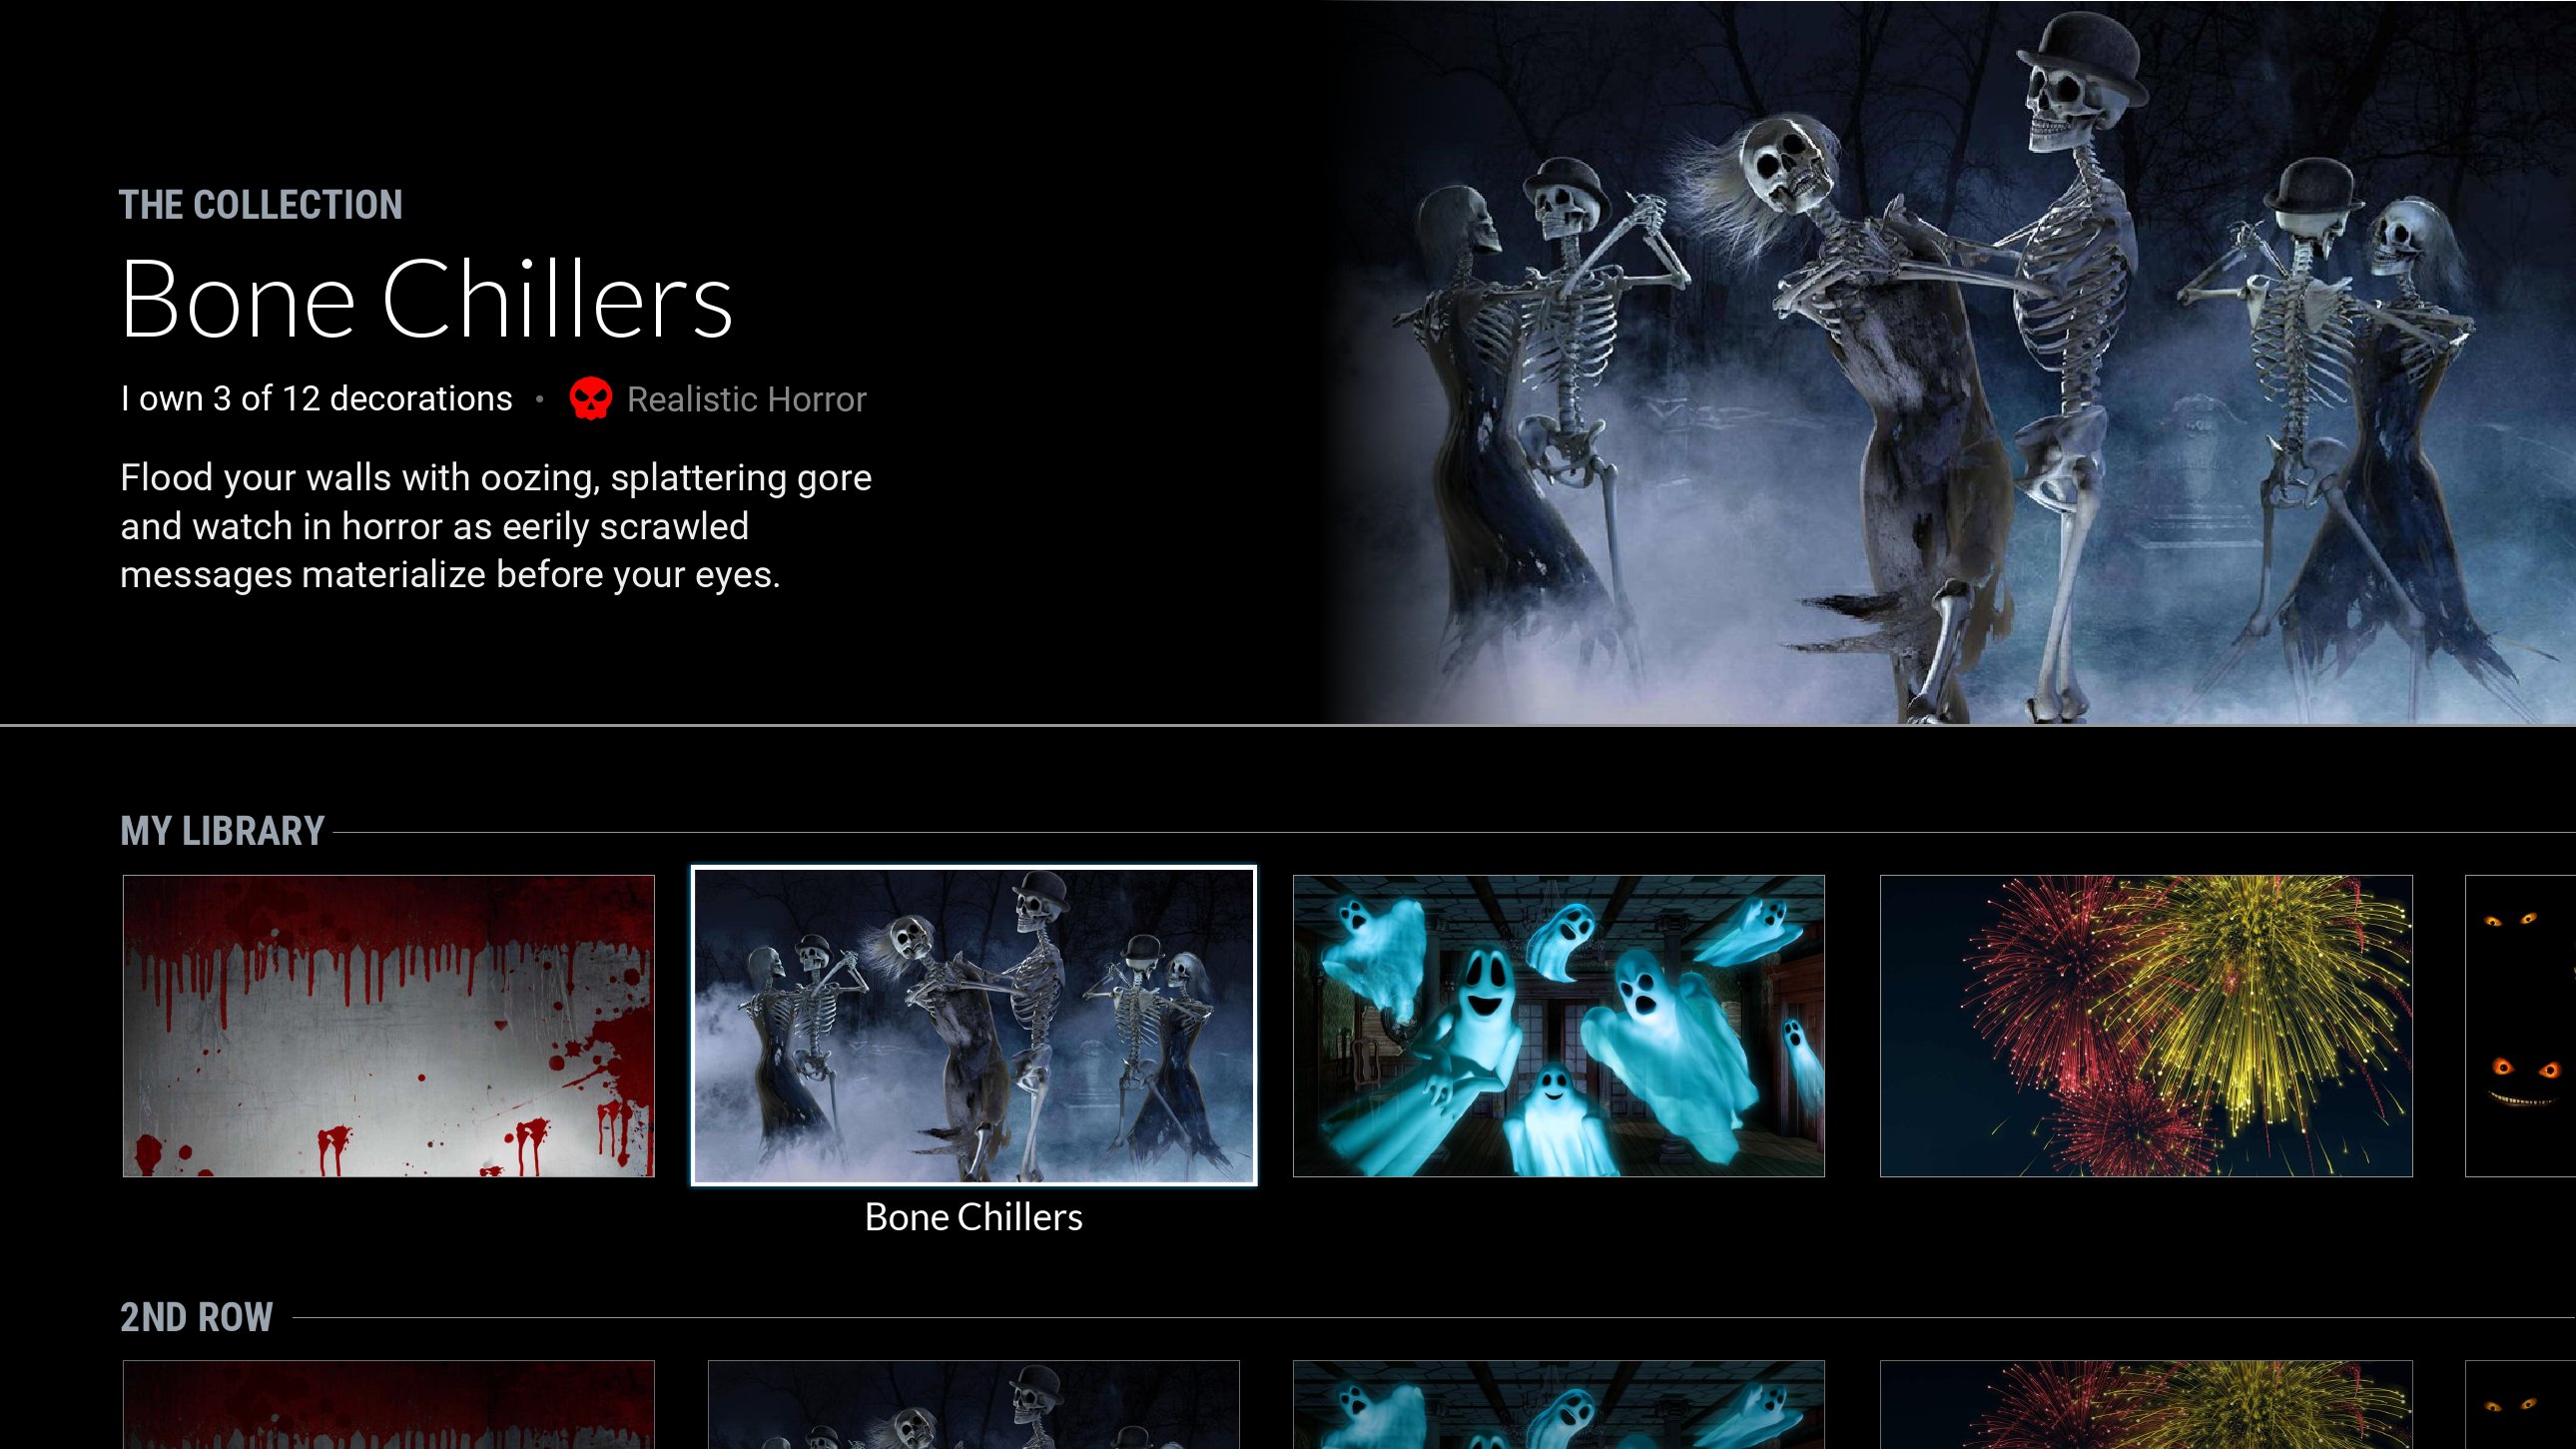 THE COLLECTION
Bone Chillers
I own 3 of 12 decorations • Realistic Horror
Flood your walls with oozing, splattering gore
and watch in horror as eerily scrawled
messages materialize before your eyes.
MY LIBRARY
Bone Chillers
2ND ROW